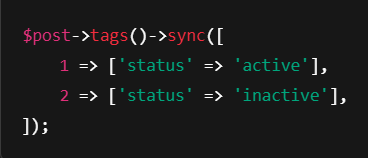 $post->tags()->sync([
    1 => ['status' => 'active'],
    2 => ['status' => 'inactive'],
]);